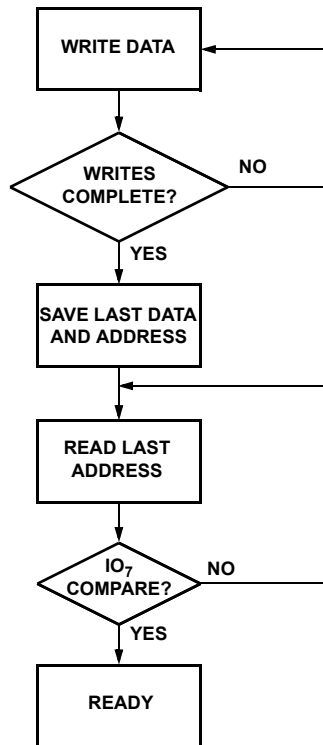 WRITE DATA
WRITES
COMPLETE?
NO
YES
SAVE LAST DATA
AND ADDRESS
READ LAST
ADDRESS
IO7
COMPARE?
NO
YES
READY